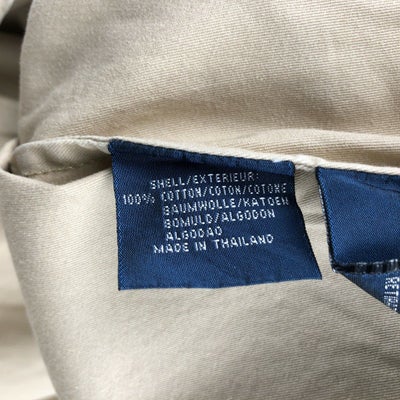 SHELL/EXTERIEUR:
100% COTTON/COTON/COTONE
BAUMWOLLE/KATOEN
BOMULD/ALGODON
ALGODAO
MADE IN THAILAND